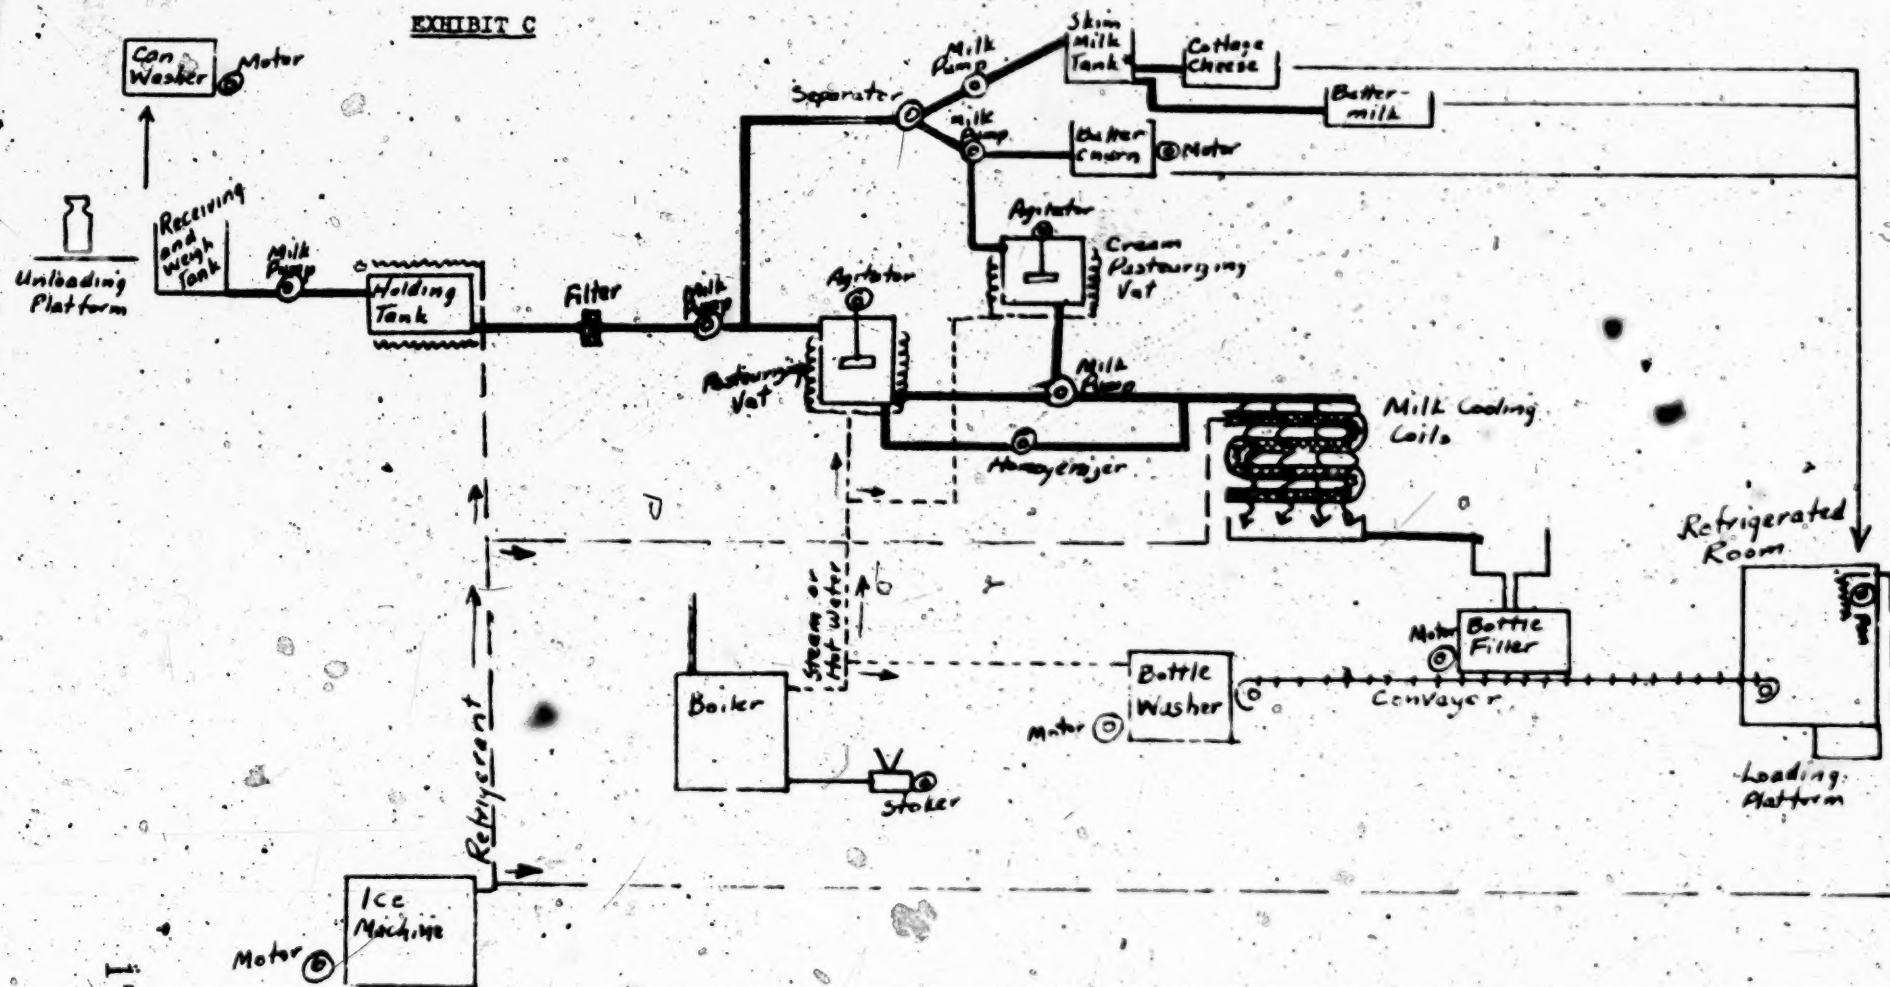 EXHIBIT C
Can
Washer
Motor
Unloading
Platform
Receiving
and
Weigh
Tank
Milk
Pump
Holding
Tank
Filter
Milk
Pump
Separater
Milk
Pump
Skim
Milk
Tank
Cottage
Cheese
Butter-
milk
Milk
Pump
Butter
Churn
Motor
Agitator
Cream
Pasteurizing
Vat
Agitator
Pasteurizing
Vat
Milk
Pump
Homogenizer
Milk Cooling
Coils
Refrigerated
Room
Fan
Motor
Bottle
Filler
Conveyer
Bottle
Washer
Motor
Steam or
Hot Water
Boiler
Stoker
Loading
Platform
Refrigerant
Ice
Machine
Motor